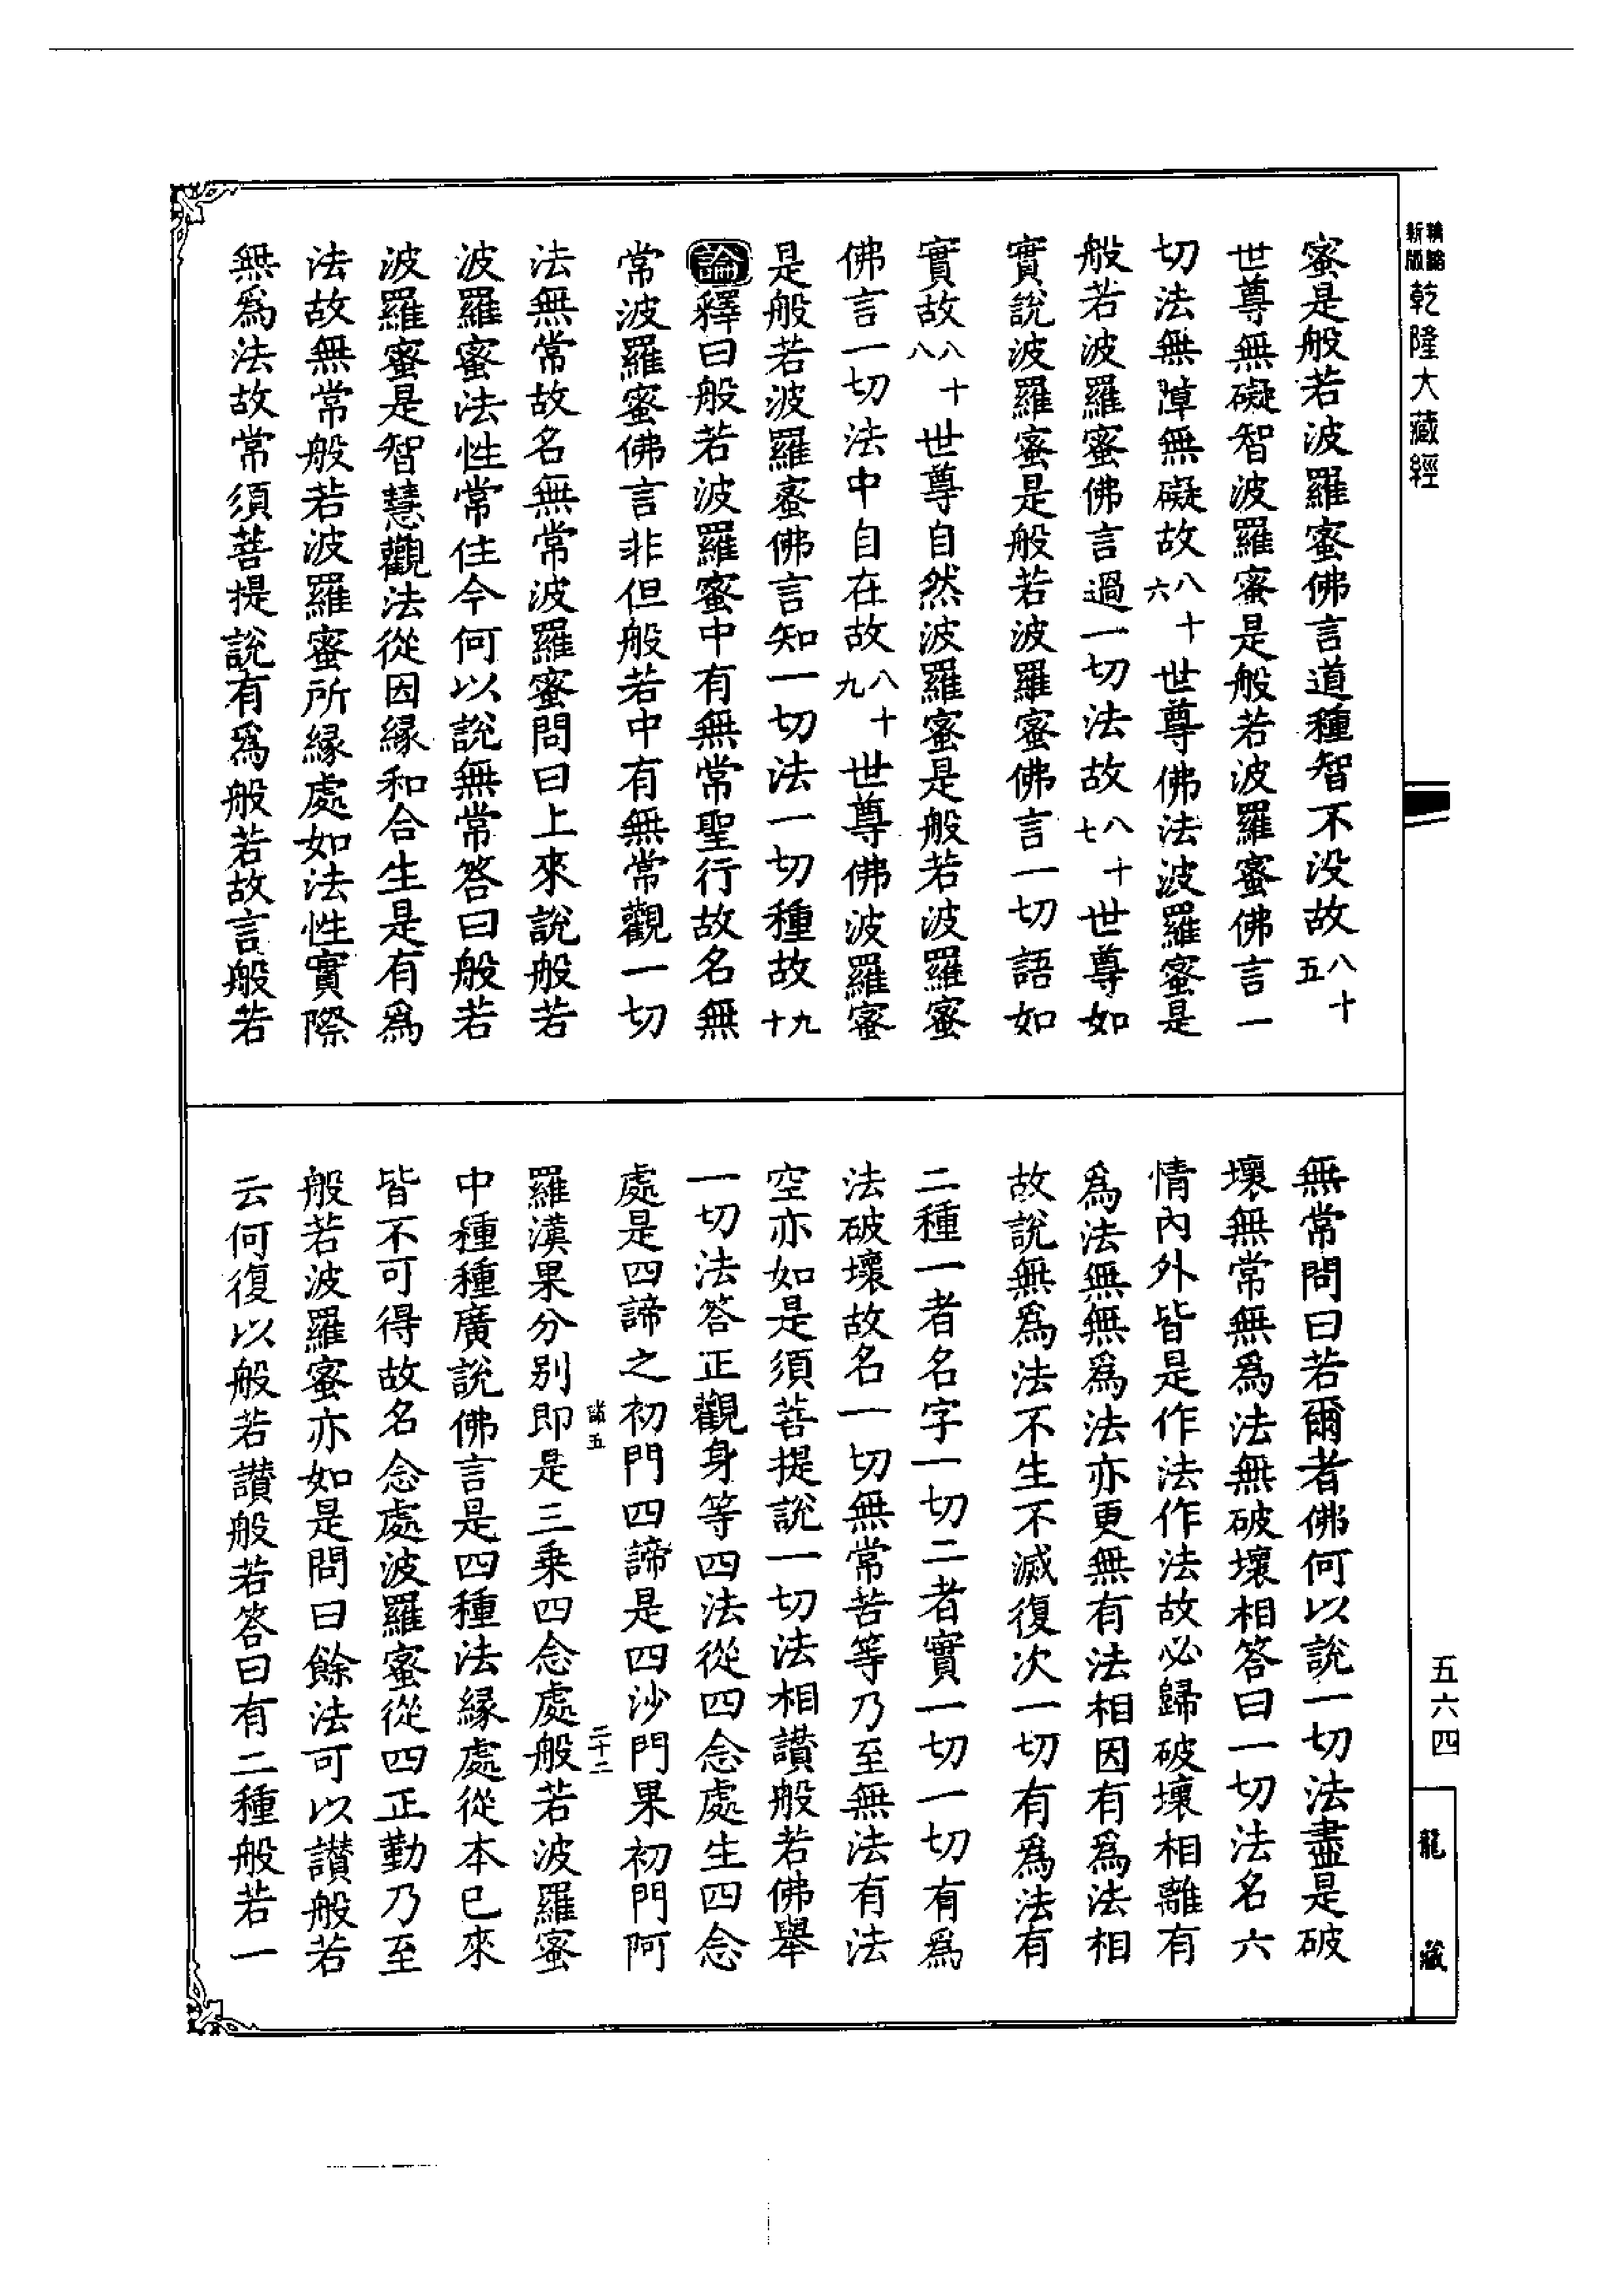 新版
乾隆大藏經
蜜是般若波羅蜜佛言道種智不没故八十五
世尊無礙智波羅蜜是般若波羅蜜佛言一
切法無障無礙故八十六世尊佛法波羅蜜是
般若波羅蜜佛言過一切法故八十七世尊如
實說波羅蜜是般若波羅蜜佛言一切語如
實故八十八世尊自然波羅蜜是般若波羅蜜
佛言一切法中自在故八十九世尊佛波羅蜜
是般若波羅蜜佛言知一切法一切種故九十
論釋曰般若波羅蜜中有無常聖行故名無
常波羅蜜佛言非但般若中有無常觀一切
法無常故名無常波羅蜜問曰上來說般若
波羅蜜法性常住今何以說無常答曰般若
波羅蜜是智慧觀法從因緣和合生是有為
法故無常般若波羅蜜所緣處如法性實際
無為法故常須菩提說有為般若故言般若
無常問曰若爾者佛何以說一切法盡是破
壞無常無為法無破壞相答曰一切法名六
情內外皆是作法作法故必歸破壞相離有
為法無無為法亦更無有法相因有為法相
故說無為法不生不滅復次一切有為法有
二種一者名字一切二者實一切一切有為
法破壞故名一切無常苦等乃至無法有法
空亦如是須菩提說一切法相讚般若佛舉
一切法答正觀身等四法從四念處生四念
處是四諦之初門四諦是四沙門果初門阿
諸五
二十二
羅漢果分別即是三乘四念處般若波羅蜜
中種種廣說佛言是四種法緣處從本已來
皆不可得故名念處波羅蜜從四正勤乃至
般若波羅蜜亦如是問曰餘法可以讚般若
云何復以般若讚般若答曰有二種般若一
五六四
龍藏